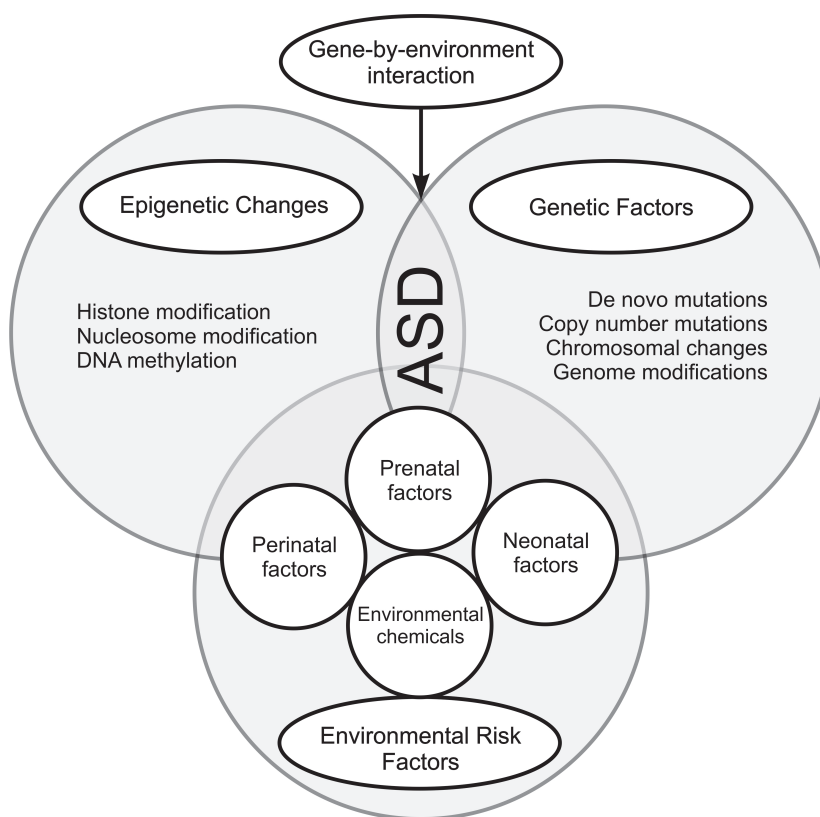 Gene-by-environment
interaction
Epigenetic Changes
Genetic Factors
Histone modification
Nucleosome modification
DNA methylation
De novo mutations
Copy number mutations
Chromosomal changes
Genome modifications
ASD
Prenatal
factors
Perinatal
factors
Neonatal
factors
Environmental
chemicals
Environmental Risk
Factors